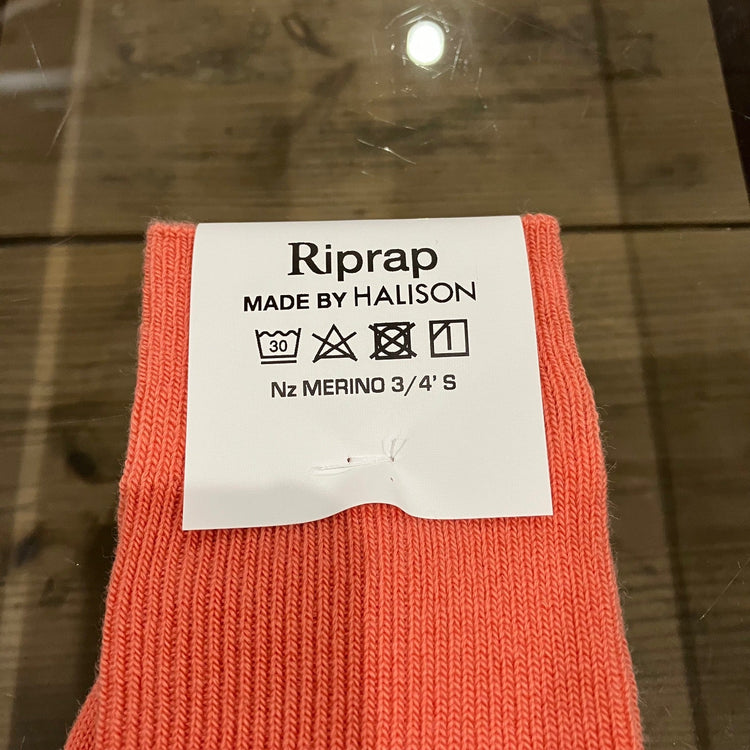 Riprap
MADE BY HALISON
30
Nz MERINO 3/4' S